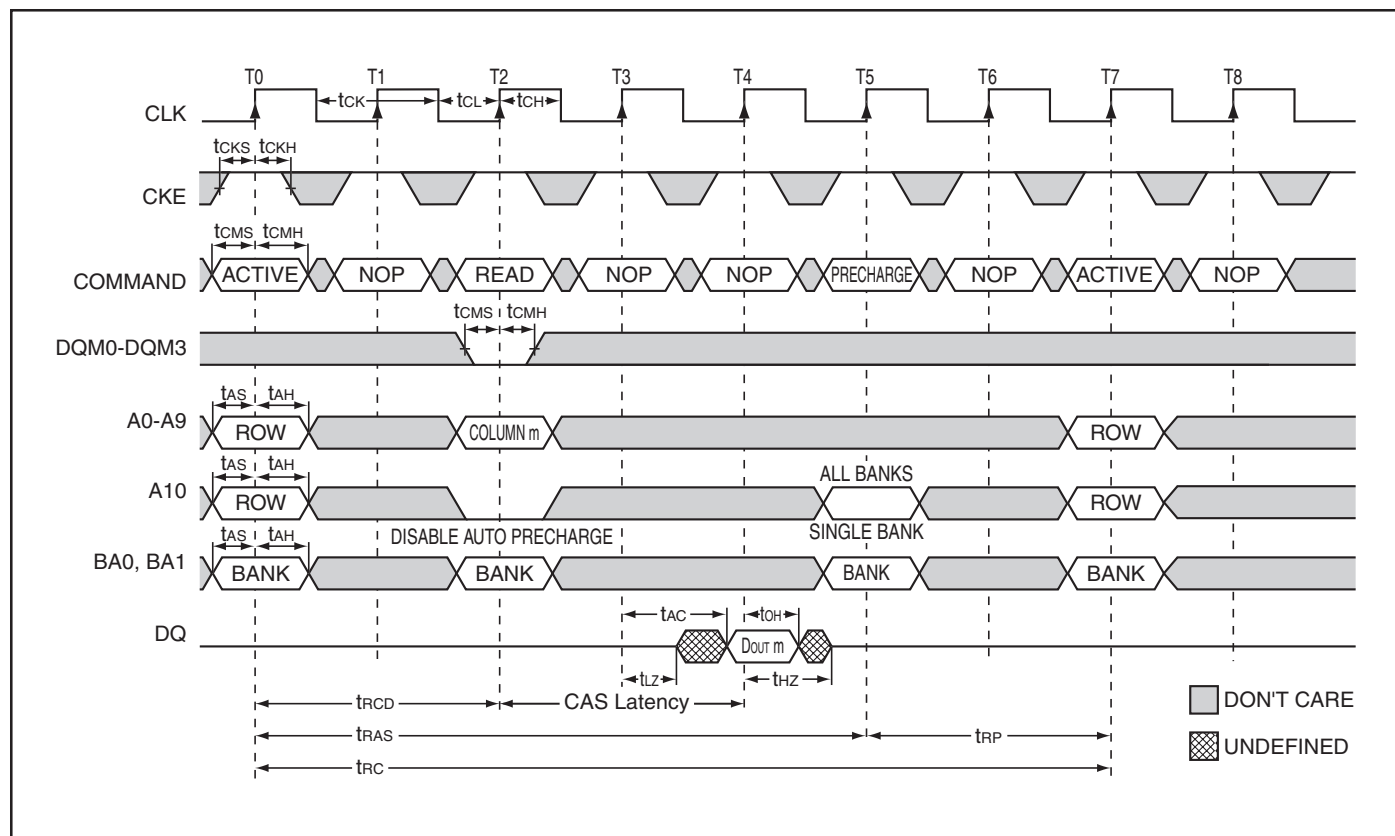 T0 T1 T2 T3 T4 T5 T6 T7 T8
tCK tCL tCH
CLK
tCKS tCKH
CKE
tCMS tCMH
COMMAND ACTIVE NOP READ NOP NOP PRECHARGE NOP ACTIVE NOP
tCMS tCMH
DQM0-DQM3
tAS tAH
A0-A9 ROW COLUMN m ROW
tAS tAH ALL BANKS
A10 ROW ROW
tAS tAH DISABLE AUTO PRECHARGE SINGLE BANK
BA0, BA1 BANK BANK BANK BANK
tAC tOH
DQ DOUT m
tLZ tHZ
tRCD CAS Latency DON'T CARE
tRAS tRP UNDEFINED
tRC